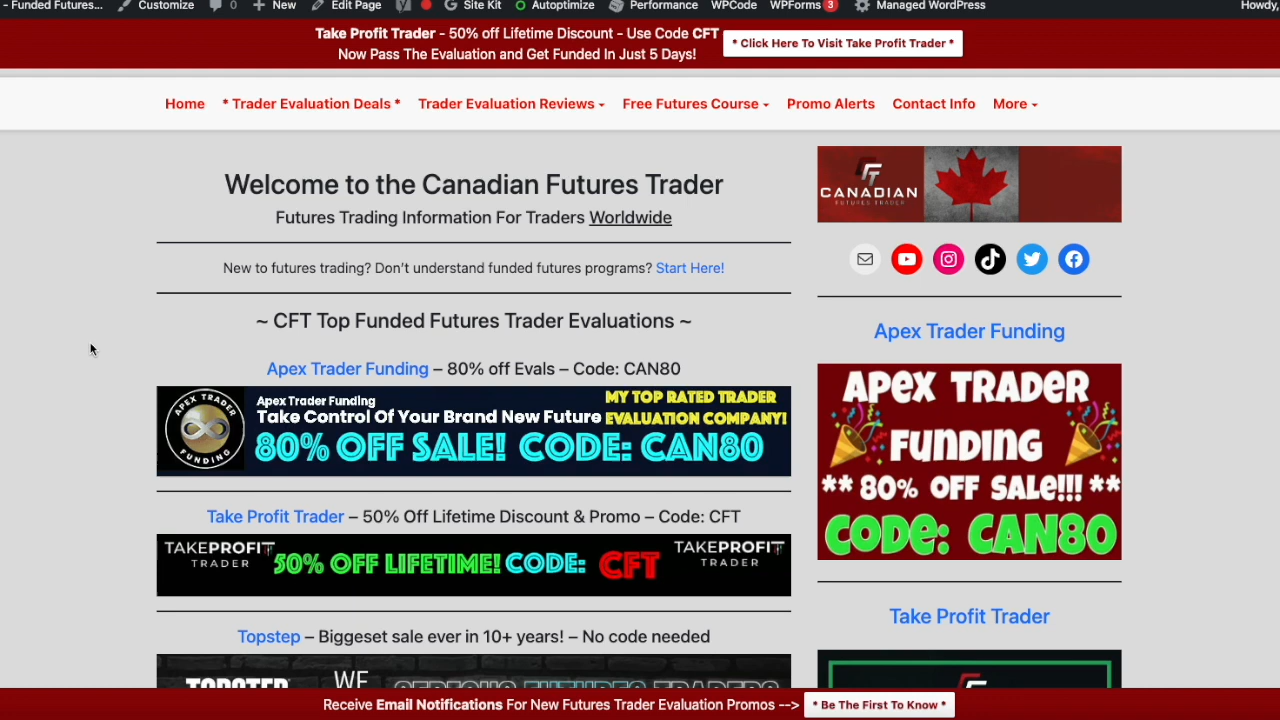 - Funded Futures... Customize 0 New Edit Page Site Kit Autoptimize Performance WPCode WPForms 3 Managed WordPress Howdy,
Take Profit Trader - 50% off Lifetime Discount - Use Code CFT
Now Pass The Evaluation and Get Funded In Just 5 Days!
* Click Here To Visit Take Profit Trader *
Home * Trader Evaluation Deals * Trader Evaluation Reviews Free Futures Course Promo Alerts Contact Info More
Welcome to the Canadian Futures Trader
Futures Trading Information For Traders Worldwide
New to futures trading? Don't understand funded futures programs? Start Here!
~ CFT Top Funded Futures Trader Evaluations ~
Apex Trader Funding – 80% off Evals – Code: CAN80
APEX TRADER
FUNDING
Apex Trader Funding
Take Control Of Your Brand New Future
MY TOP RATED TRADER
EVALUATION COMPANY!
80% OFF SALE! CODE: CAN80
Take Profit Trader – 50% Off Lifetime Discount & Promo – Code: CFT
TAKEPROFIT
TRADER
50% OFF LIFETIME! CODE: CFT
TAKEPROFIT
TRADER
Topstep – Biggeset sale ever in 10+ years! – No code needed
TOPSTEP
WE
SERIOUS FUTURES TRADERS
CANADIAN
FUTURES TRADER
Apex Trader Funding
APEX TRADER
FUNDING
** 80% OFF SALE!!! **
CODE: CAN80
Take Profit Trader
Receive Email Notifications For New Futures Trader Evaluation Promos -->
* Be The First To Know *